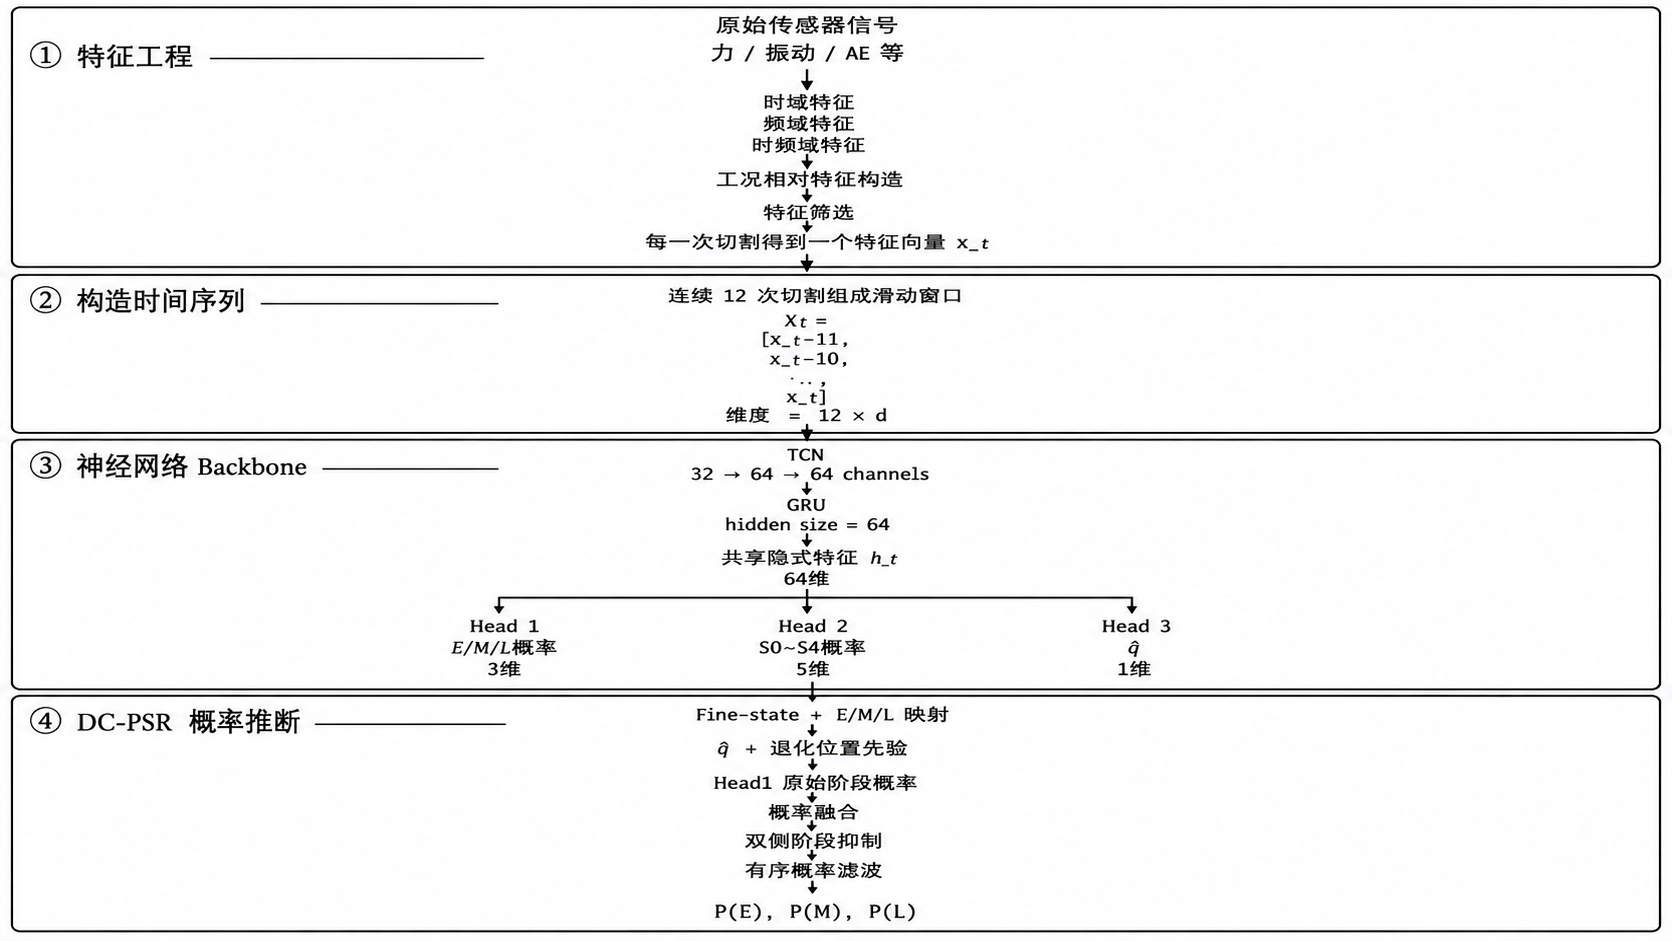 ① 特征工程
原始传感器信号
力 / 振动 / AE 等
时域特征
频域特征
时频域特征
工况相对特征构造
特征筛选
每一次切割得到一个特征向量 x_t
② 构造时间序列
连续 12 次切割组成滑动窗口
Xt =
[x_t-11,
x_t-10,
...,
x_t]
维度 = 12 × d
③ 神经网络 Backbone
TCN
32 → 64 → 64 channels
GRU
hidden size = 64
共享隐式特征 h_t
64维
Head 1
E/M/L概率
3维
Head 2
S0~S4概率
5维
Head 3
q̂
1维
④ DC-PSR 概率推断
Fine-state + E/M/L 映射
q̂ + 退化位置先验
Head1 原始阶段概率
概率融合
双侧阶段抑制
有序概率滤波
P(E), P(M), P(L)